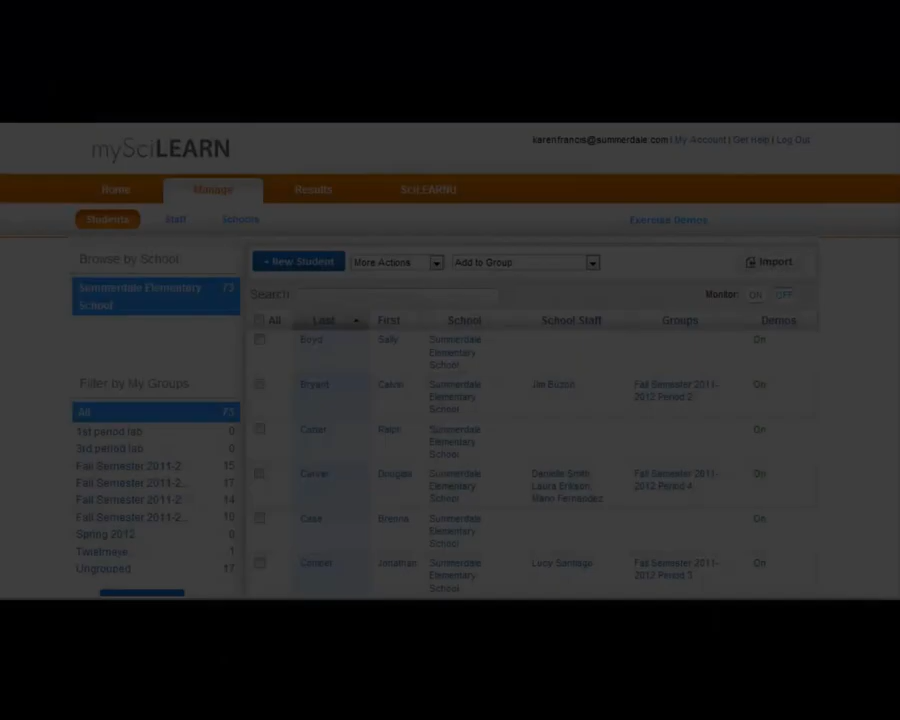 mySciLEARN
karenfrancis@summerdale.com | My Account | Get Help | Log Out
Home Manage Results SciLEARNU
Students Staff Schools Exercise Demos
Browse by School
Summerdale Elementary School 73
Filter by My Groups
All 73
1st period lab 0
3rd period lab 0
Fall Semester 2011-2 15
Fall Semester 2011-2... 17
Fall Semester 2011-2 14
Fall Semester 2011-2... 10
Spring 2012 0
1
Ungrouped 17
+ New Student More Actions Add to Group Import
Search Monitor: ON OFF
All Last First School School Staff Groups Demos
Boyd Sally Summerdale Elementary School On
Bryant Calvin Summerdale Elementary School Jim Buzon Fall Semester 2011-2012 Period 2 On
Carter Ralph Summerdale Elementary School On
Carver Douglas Summerdale Elementary School Danielle Smith Laura Erikson, Mario Fernandez Fall Semester 2011-2012 Period 4 On
Case Brenna Summerdale Elementary School On
Jonathan Summerdale Elementary School Lucy Santiago Fall Semester 2011-2012 Period 3 On